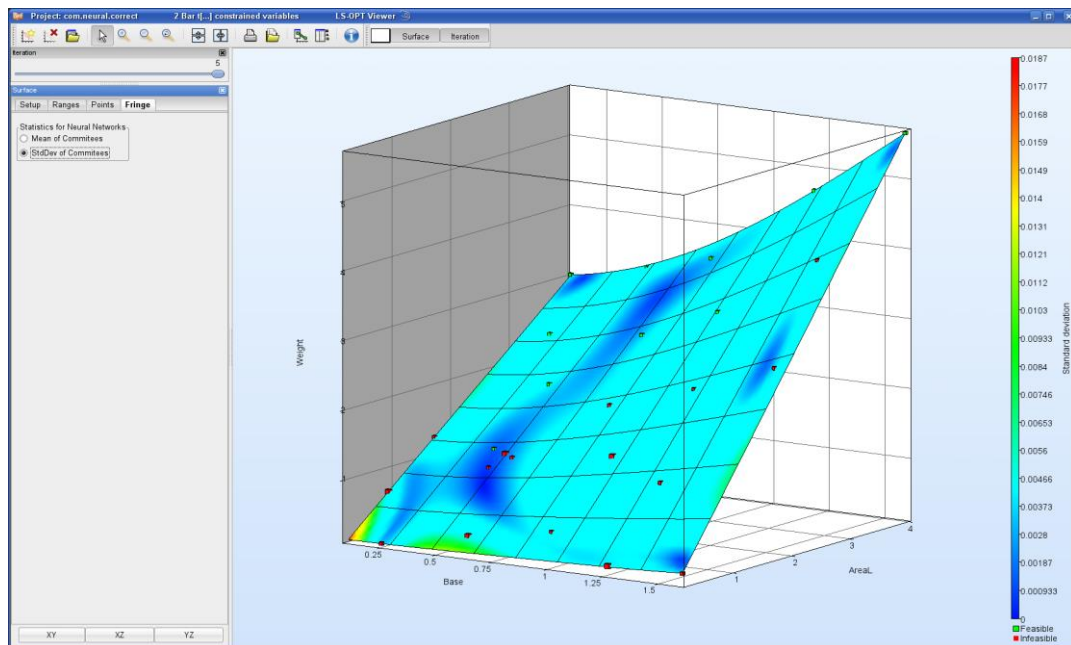 Project: com.neural.correct 2 Bar t[...] constrained variables LS-OPT Viewer
Surface Iteration
Iteration
5
Surface
Setup Ranges Points Fringe
Statistics for Neural Networks
Mean of Commitees
StdDev of Commitees
XY XZ YZ
Weight
5
4
3
2
1
0.25
0.5
0.75
1
1.25
1.5
Base
1
2
3
4
AreaL
0.0187
0.0177
0.0168
0.0159
0.0149
0.014
0.0131
0.0121
0.0112
0.0103
0.00933
0.0084
0.00746
0.00653
0.0056
0.00466
0.00373
0.0028
0.00187
0.000933
0
Standard deviation
Feasible
Infeasible